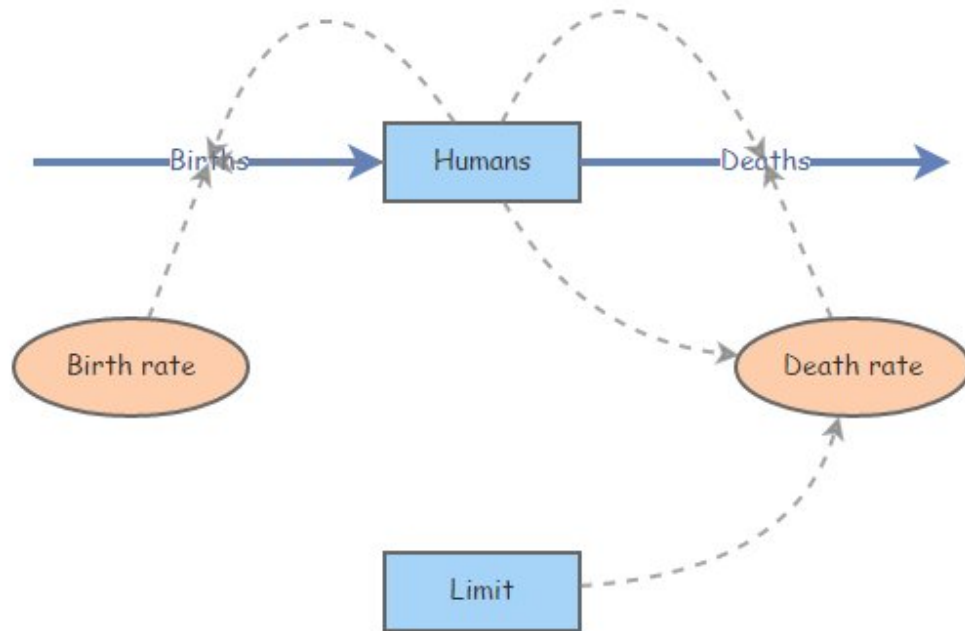 Births
Humans
Deaths
Birth rate
Death rate
Limit